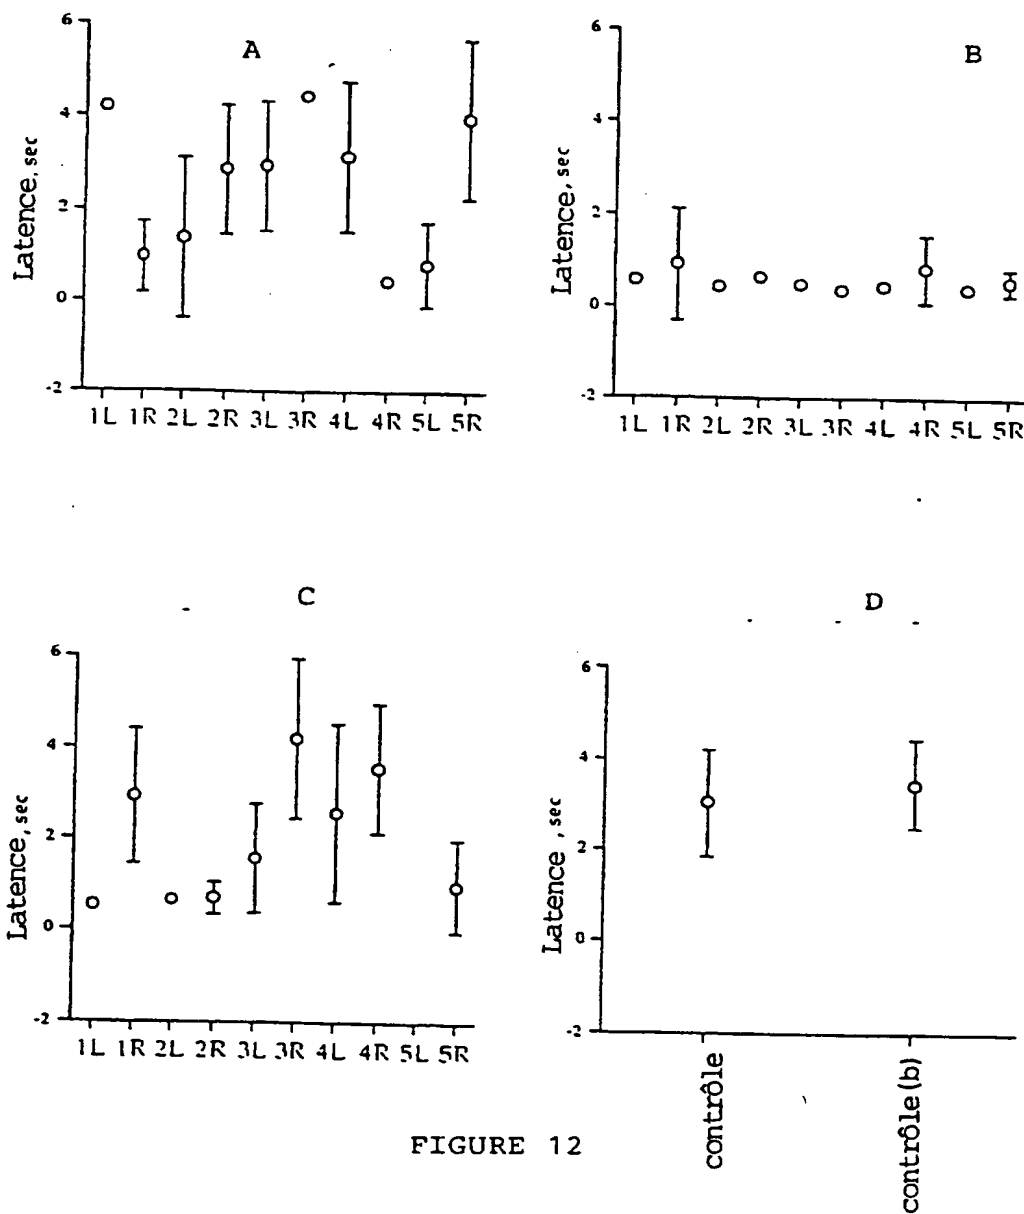 A
6
4
2
0
-2
Latence, sec
1L 1R 2L 2R 3L 3R 4L 4R 5L 5R
B
6
4
2
0
-2
Latence, sec
1L 1R 2L 2R 3L 3R 4L 4R 5L 5R
C
6
4
2
0
-2
Latence, sec
1L 1R 2L 2R 3L 3R 4L 4R 5L 5R
D
6
4
2
0
-2
Latence , sec
contrôle
contrôle(b)
FIGURE 12